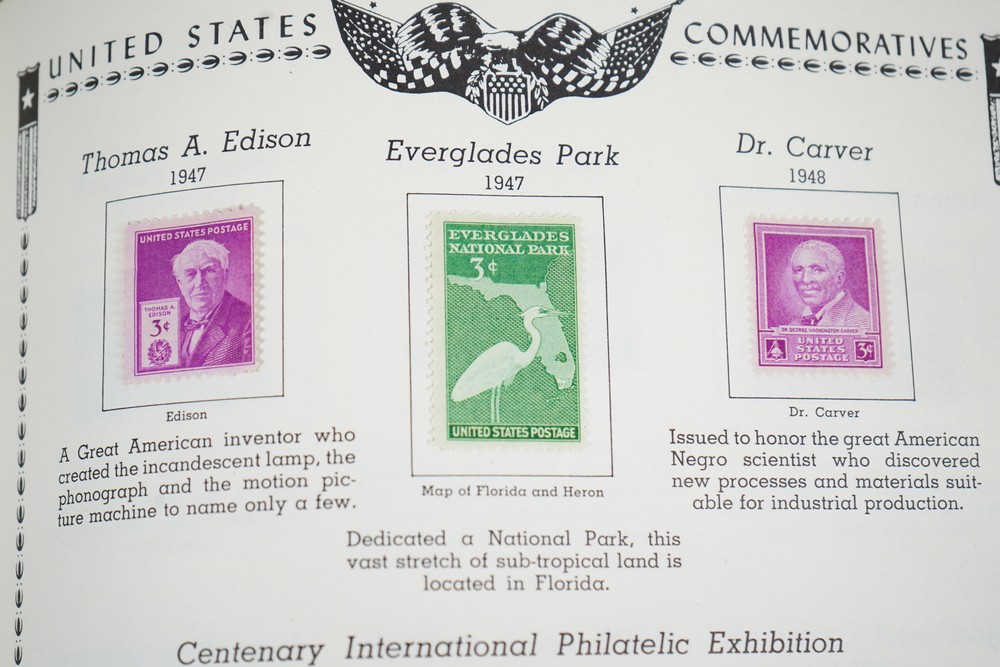 UNITED STATES COMMEMORATIVES
Thomas A. Edison
1947
UNITED STATES POSTAGE
THOMAS A.
EDISON
3¢
Edison
A Great American inventor who
created the incandescent lamp, the
phonograph and the motion pic-
ture machine to name only a few.
Everglades Park
1947
EVERGLADES
NATIONAL PARK
3¢
UNITED STATES POSTAGE
Map of Florida and Heron
Dedicated a National Park, this
vast stretch of sub-tropical land is
located in Florida.
Dr. Carver
1948
DR. GEORGE WASHINGTON CARVER
UNITED
STATES
POSTAGE
3¢
Dr. Carver
Issued to honor the great American
Negro scientist who discovered
new processes and materials suit-
able for industrial production.
Centenary International Philatelic Exhibition